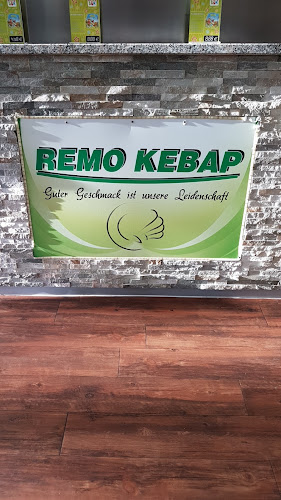 REMO KEBAP
Guter Geschmack ist unsere Leidenschaft